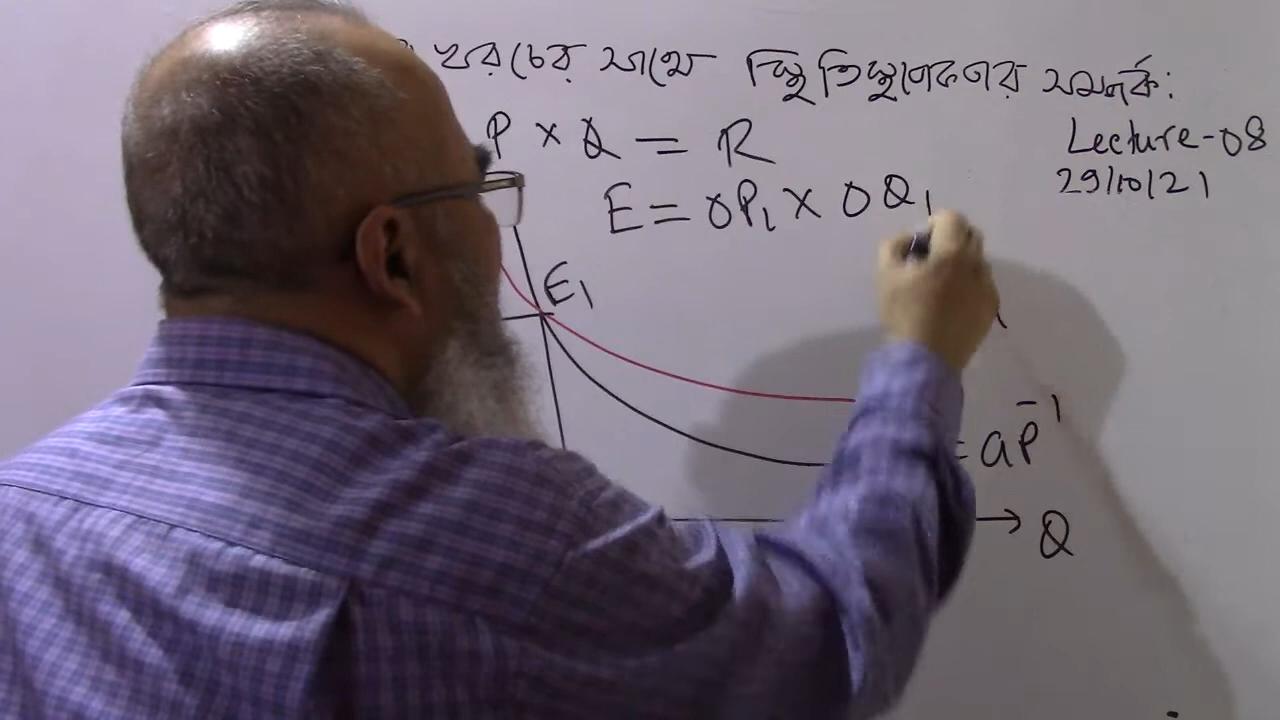 খরচের সাথে স্থিতিস্থাপকতার সম্পর্ক:
Lecture-08
29/10/21
P × Q = R
E = OP₁ × OQ₁
E₁
= aP⁻¹
Q